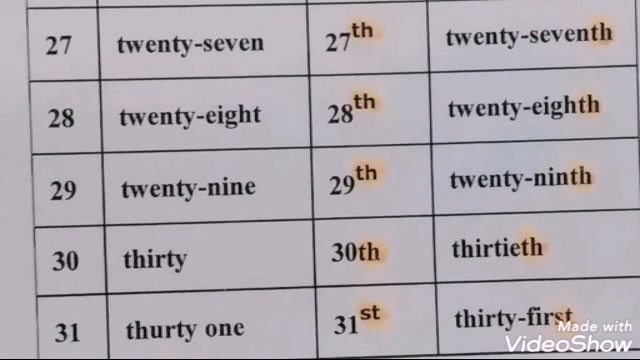 27 twenty-seven 27th twenty-seventh
28 twenty-eight 28th twenty-eighth
29 twenty-nine 29th twenty-ninth
30 thirty 30th thirtieth
31 thurty one 31st thirty-first
Made with
VideoShow